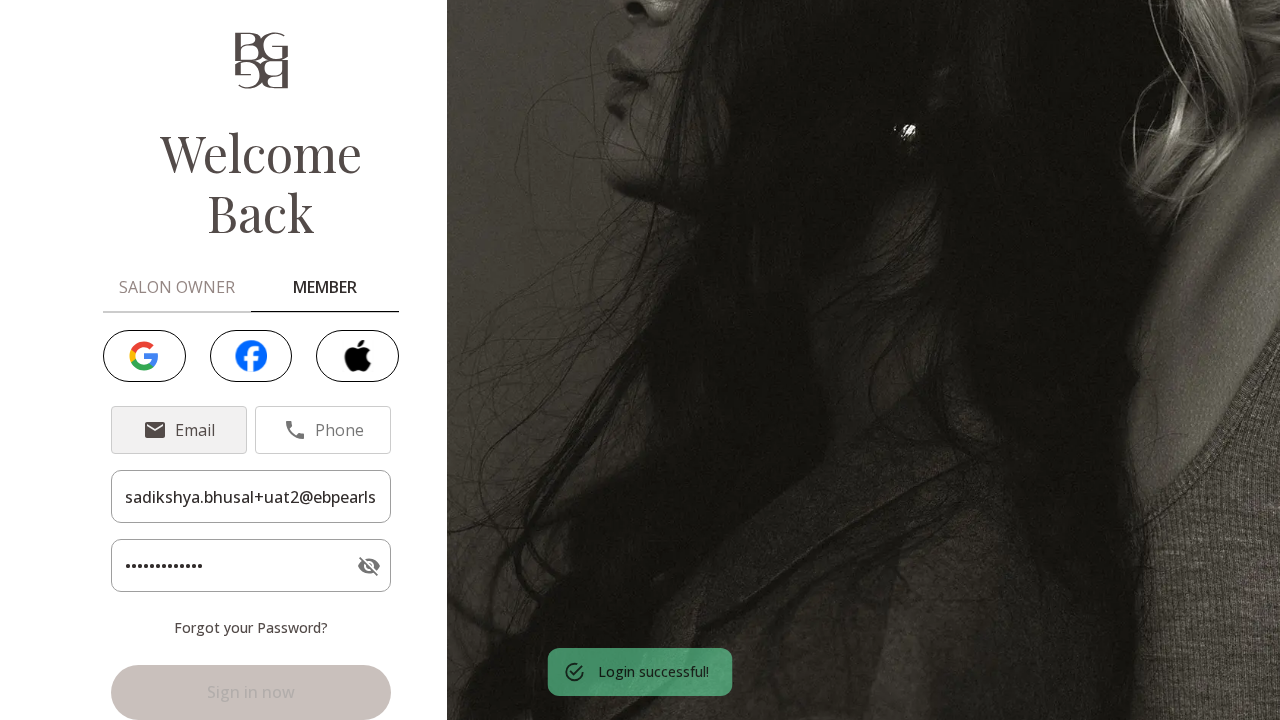 BG
BG
Welcome
Back
SALON OWNER
MEMBER
Email
Phone
sadikshya.bhusal+uat2@ebpearls
•••••••••••••
Forgot your Password?
Sign in now
Login successful!